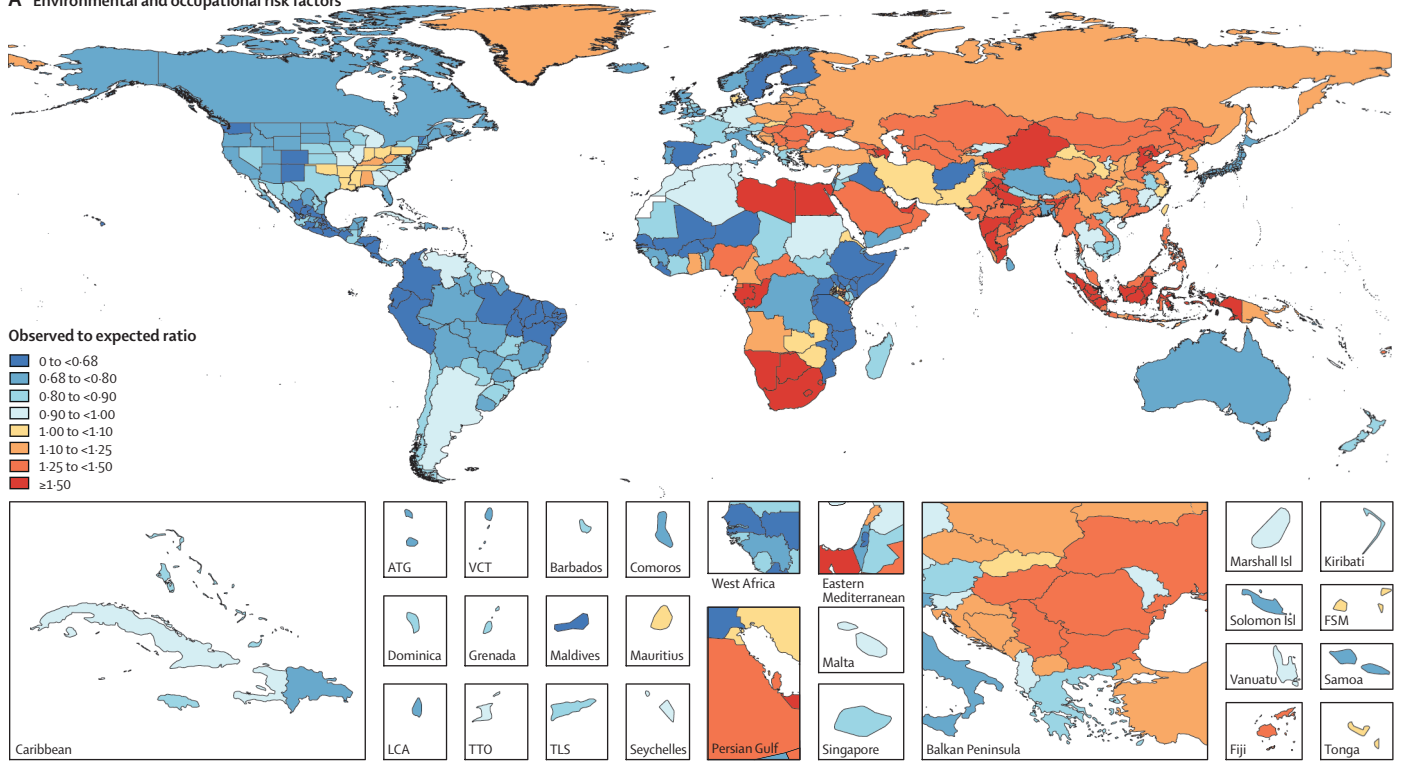 A Environmental and occupational risk factors
Observed to expected ratio
0 to <0·68
0·68 to <0·80
0·80 to <0·90
0·90 to <1·00
1·00 to <1·10
1·10 to <1·25
1·25 to <1·50
≥1·50
Caribbean
ATG
VCT
Barbados
Comoros
Dominica
Grenada
Maldives
Mauritius
LCA
TTO
TLS
Seychelles
West Africa
Eastern
Mediterranean
Persian Gulf
Malta
Singapore
Balkan Peninsula
Marshall Isl
Kiribati
Solomon Isl
FSM
Vanuatu
Samoa
Fiji
Tonga